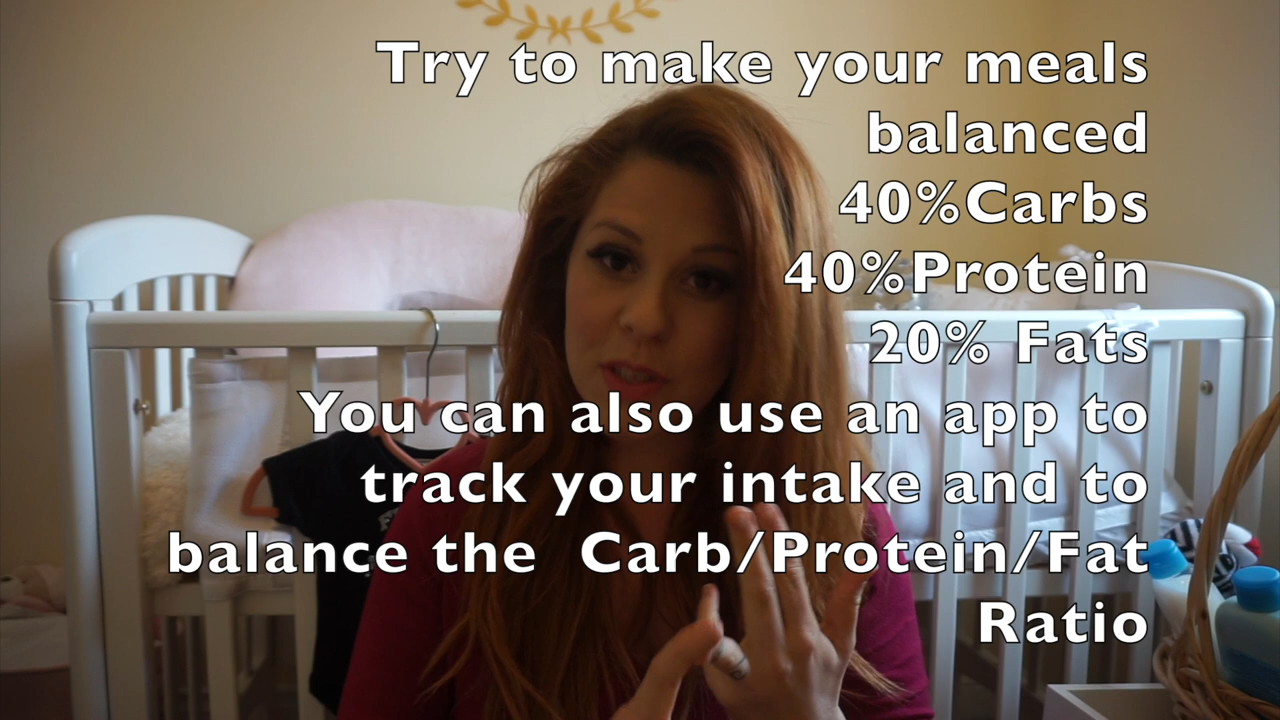 Try to make your meals
balanced
40%Carbs
40%Protein
20% Fats
You can also use an app to
track your intake and to
balance the  Carb/Protein/Fat
Ratio